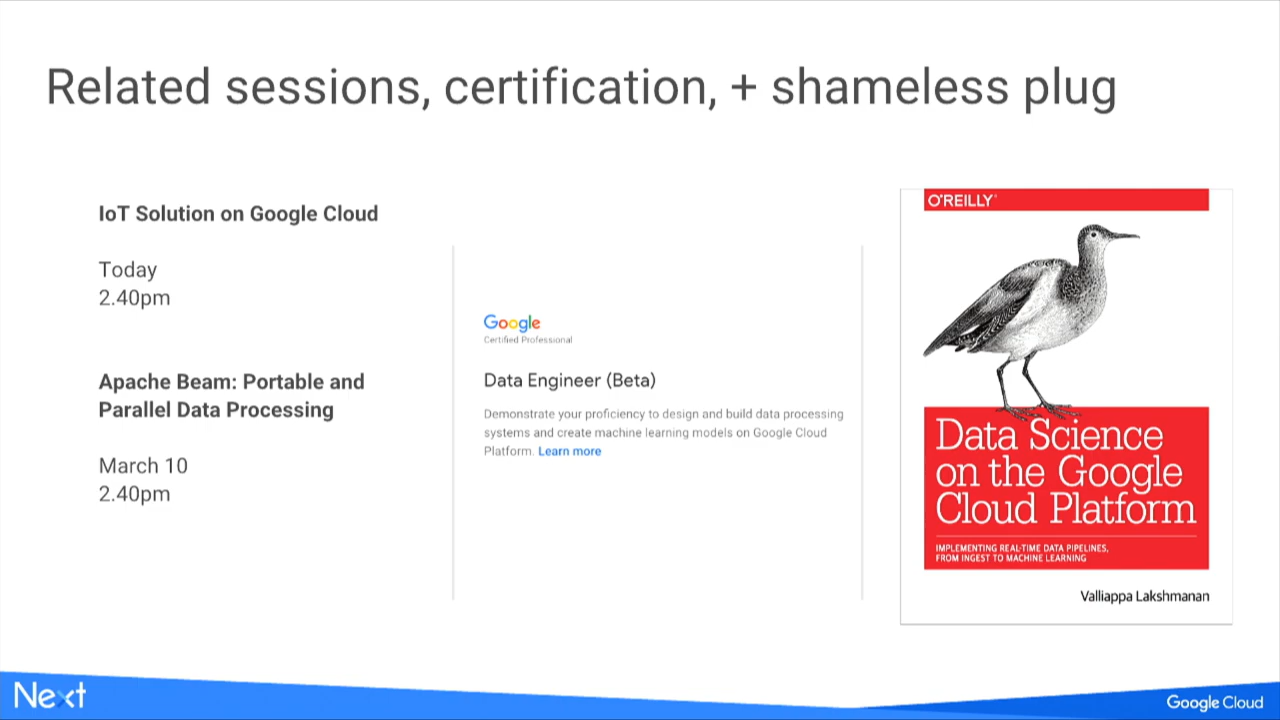 Related sessions, certification, + shameless plug
IoT Solution on Google Cloud
Today
2.40pm
Apache Beam: Portable and
Parallel Data Processing
March 10
2.40pm
Google
Certified Professional
Data Engineer (Beta)
Demonstrate your proficiency to design and build data processing
systems and create machine learning models on Google Cloud
Platform. Learn more
O'REILLY®
Data Science
on the Google
Cloud Platform
IMPLEMENTING REAL-TIME DATA PIPELINES,
FROM INGEST TO MACHINE LEARNING
Valliappa Lakshmanan
Next
Google Cloud